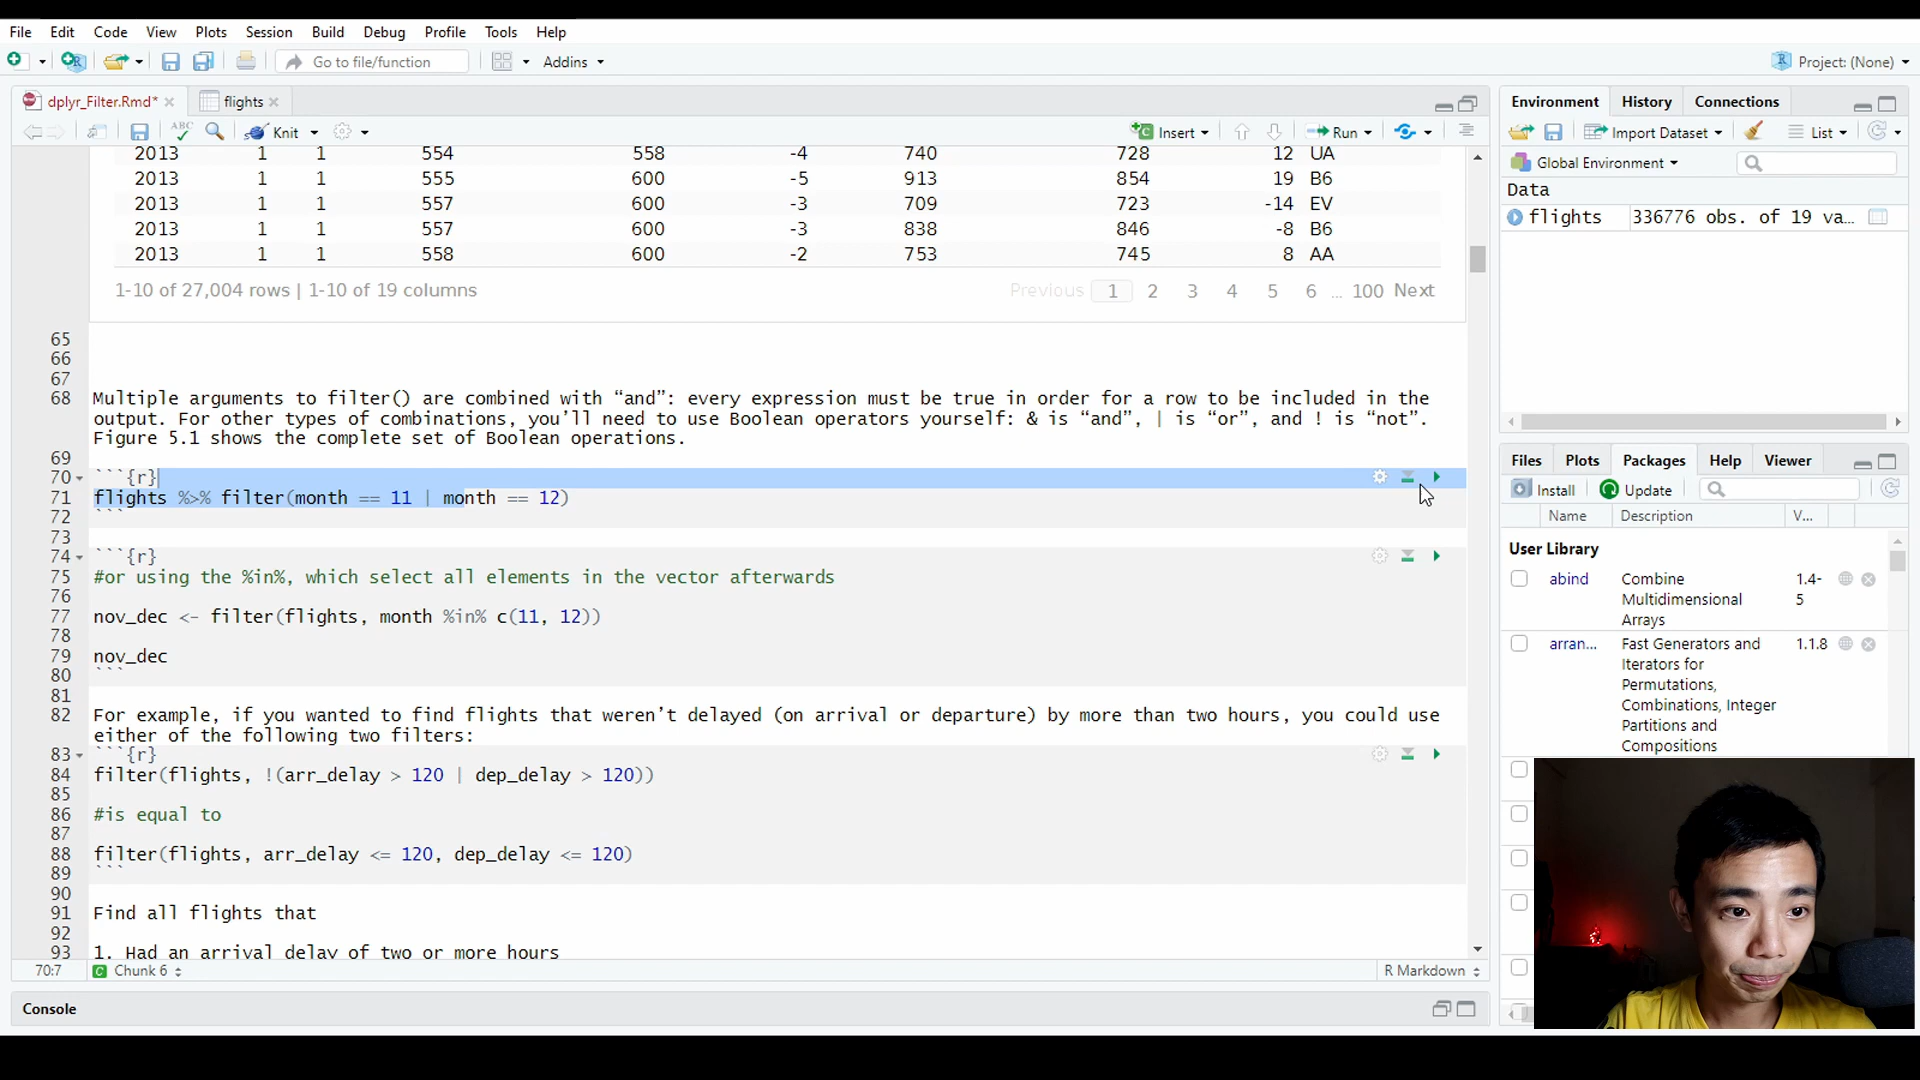 File Edit Code View Plots Session Build Debug Profile Tools Help
Go to file/function Addins Project: (None)
dplyr_Filter.Rmd* flights
ABC Knit Insert Run
2013 1 1 554 558 -4 740 728 12 UA
2013 1 1 555 600 -5 913 854 19 B6
2013 1 1 557 600 -3 709 723 -14 EV
2013 1 1 557 600 -3 838 846 -8 B6
2013 1 1 558 600 -2 753 745 8 AA
1-10 of 27,004 rows | 1-10 of 19 columns Previous 1 2 3 4 5 6 ... 100 Next
65
66
67
68 Multiple arguments to filter() are combined with “and”: every expression must be true in order for a row to be included in the
output. For other types of combinations, you’ll need to use Boolean operators yourself: & is “and”, | is “or”, and ! is “not”.
Figure 5.1 shows the complete set of Boolean operations.
69
70 ```{r}
71 flights %>% filter(month == 11 | month == 12)
72 ```
73
74 ```{r}
75 #or using the %in%, which select all elements in the vector afterwards
76
77 nov_dec <- filter(flights, month %in% c(11, 12))
78
79 nov_dec
80 ```
81
82 For example, if you wanted to find flights that weren’t delayed (on arrival or departure) by more than two hours, you could use
either of the following two filters:
83 ```{r}
84 filter(flights, !(arr_delay > 120 | dep_delay > 120))
85
86 #is equal to
87
88 filter(flights, arr_delay <= 120, dep_delay <= 120)
89 ```
90
91 Find all flights that
92
93 1. Had an arrival delay of two or more hours
70:7 Chunk 6 R Markdown
Console
Environment History Connections
Import Dataset List
Global Environment
Data
flights 336776 obs. of 19 va…
Files Plots Packages Help Viewer
Install Update
Name Description V...
User Library
abind Combine Multidimensional Arrays 1.4-5
arran... Fast Generators and Iterators for Permutations, Combinations, Integer Partitions and Compositions 1.1.8